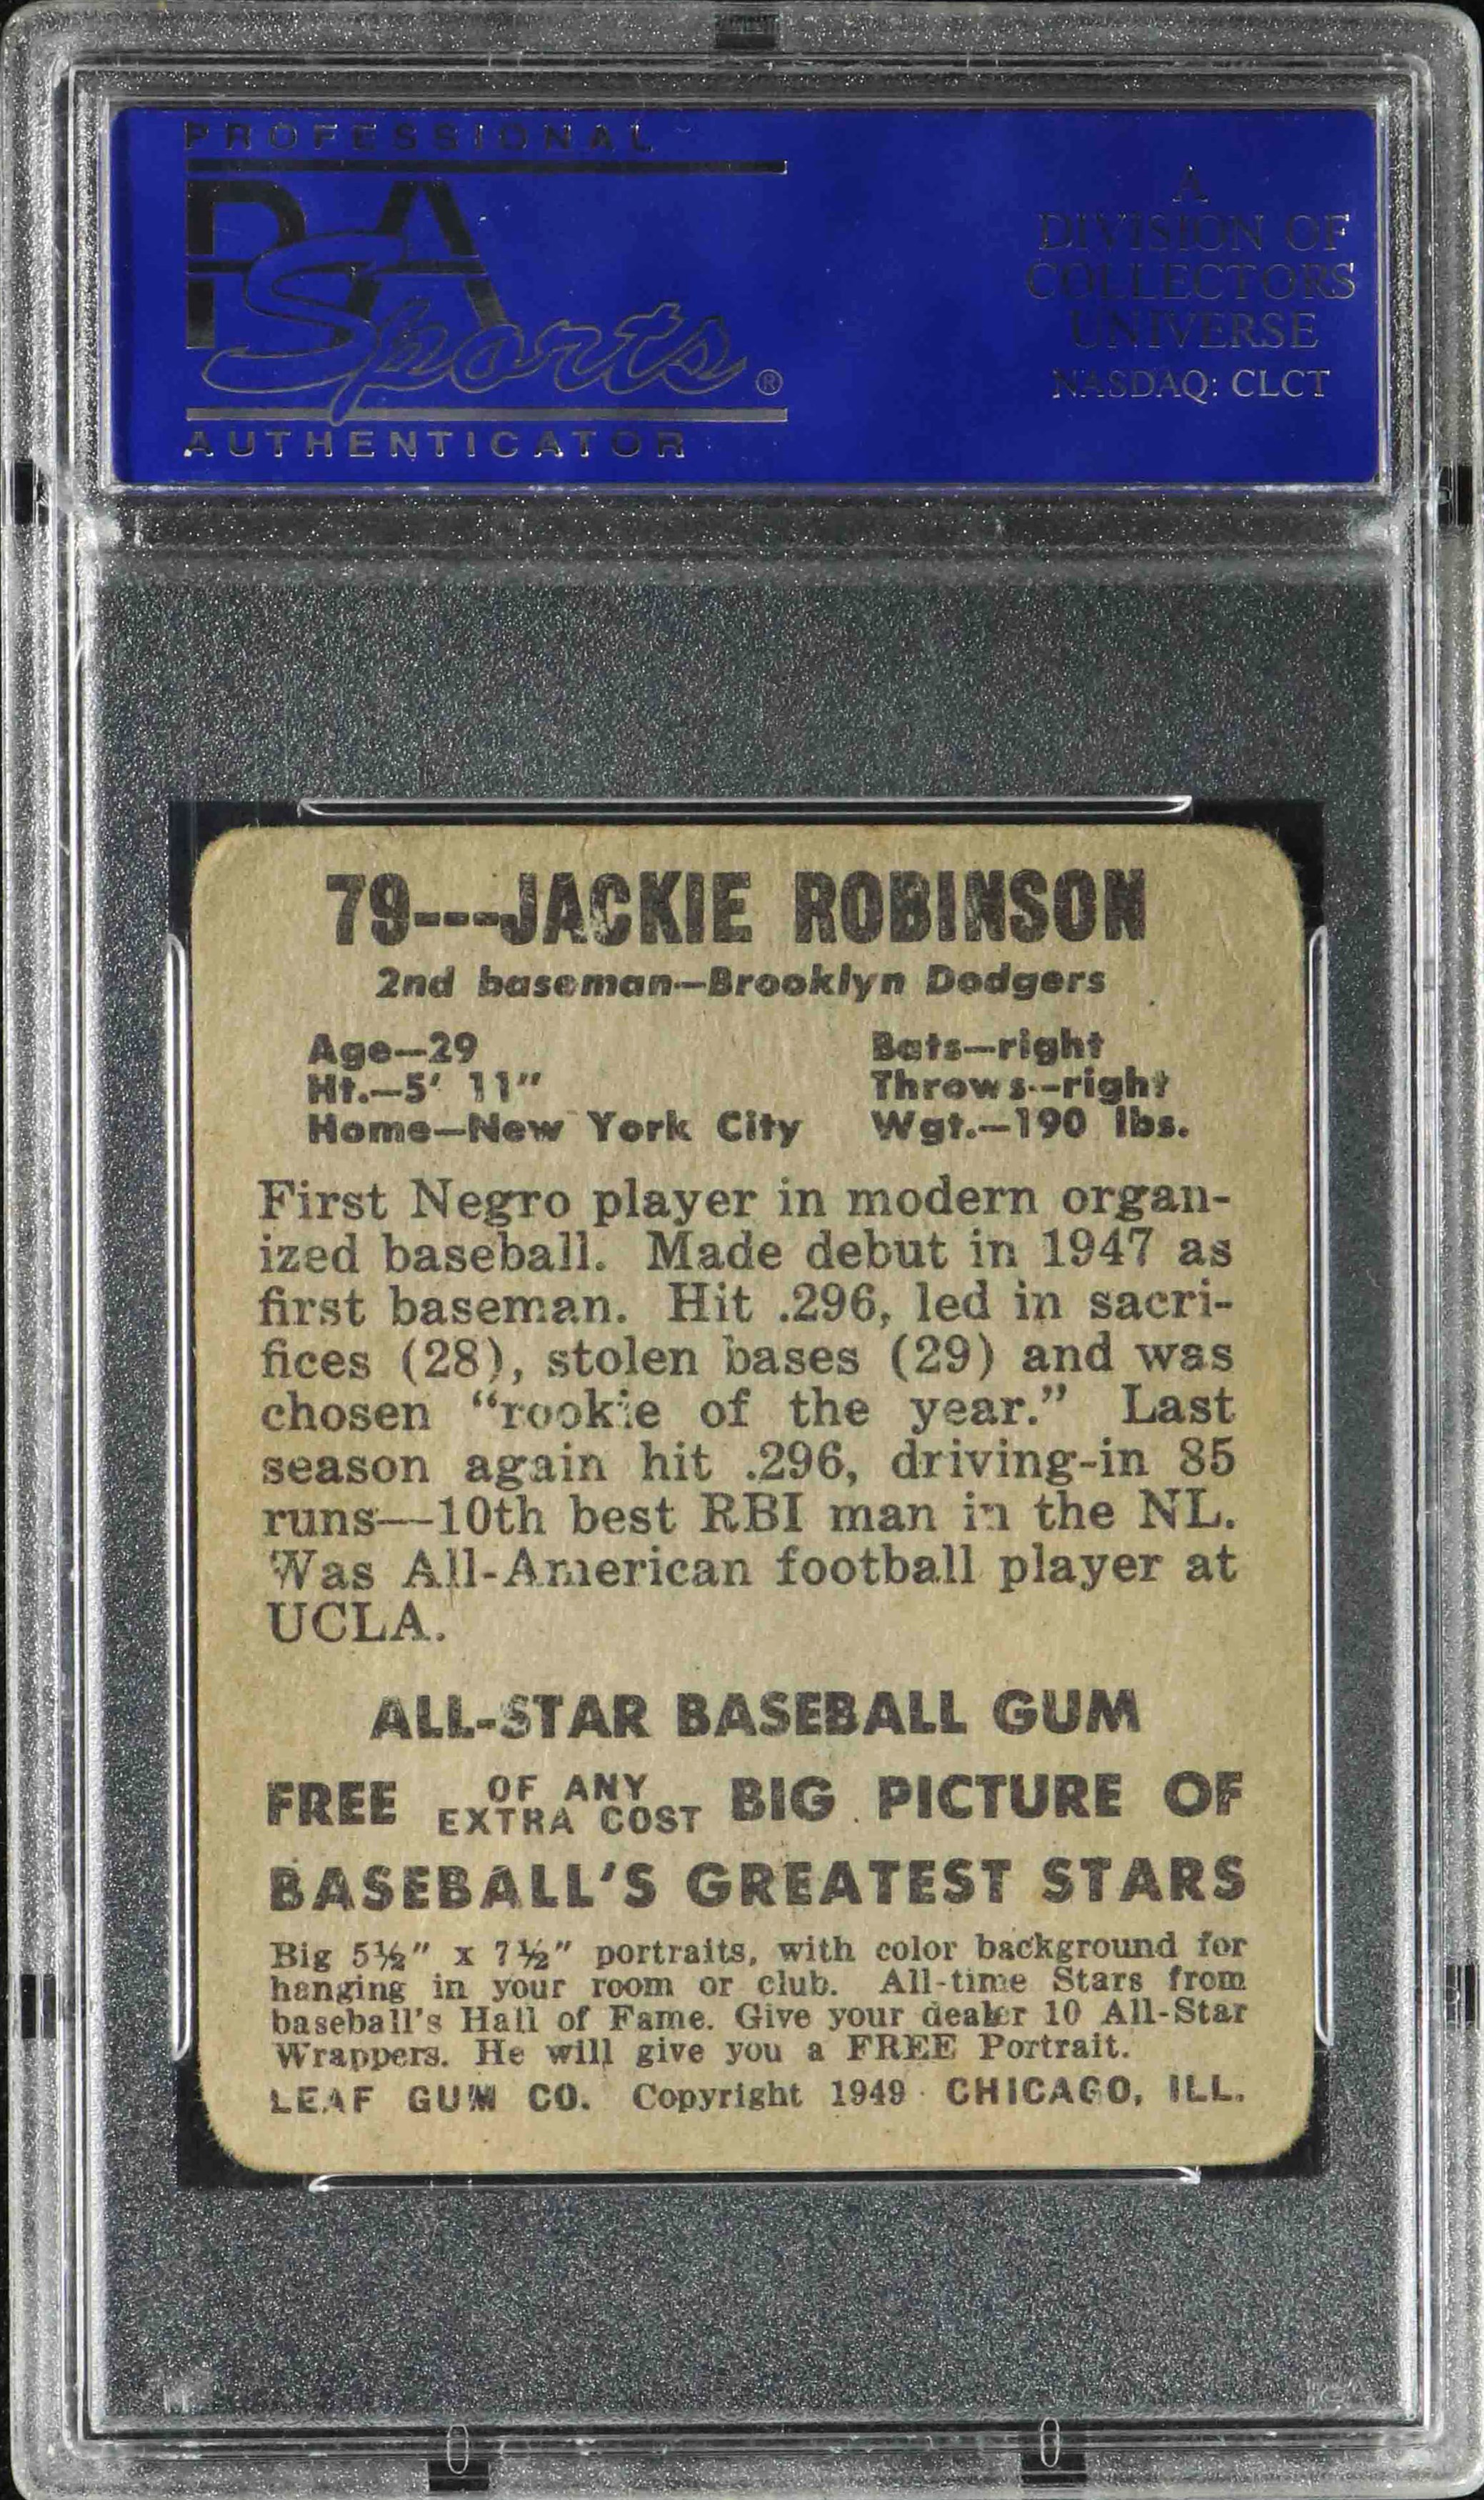 PROFESSIONAL
PSA
Sports®
AUTHENTICATOR
A
DIVISION OF
COLLECTORS
UNIVERSE
NASDAQ: CLCT
79---JACKIE ROBINSON
2nd baseman—Brooklyn Dodgers
Age—29 Bats—right
Ht.—5' 11" Throws--right
Home—New York City Wgt.—190 lbs.
First Negro player in modern organ-
ized baseball. Made debut in 1947 as
first baseman. Hit .296, led in sacri-
fices (28), stolen bases (29) and was
chosen “rookie of the year.” Last
season again hit .296, driving-in 85
runs—10th best RBI man in the NL.
Was All-American football player at
UCLA.
ALL-STAR BASEBALL GUM
FREE OF ANY EXTRA COST BIG PICTURE OF
BASEBALL'S GREATEST STARS
Big 5½" x 7½" portraits, with color background for
hanging in your room or club. All-time Stars from
baseball's Hall of Fame. Give your dealer 10 All-Star
Wrappers. He will give you a FREE Portrait.
LEAF GUM CO. Copyright 1949 CHICAGO, ILL.